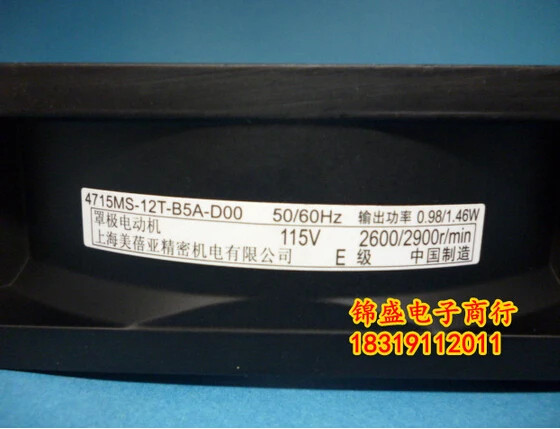 4715MS-12T-B5A-D00 50/60Hz 输出功率 0.98/1.46W
罩极电动机 115V 2600/2900r/min
上海美蓓亚精密机电有限公司 E 级 中国制造
锦盛电子商行
18319112011